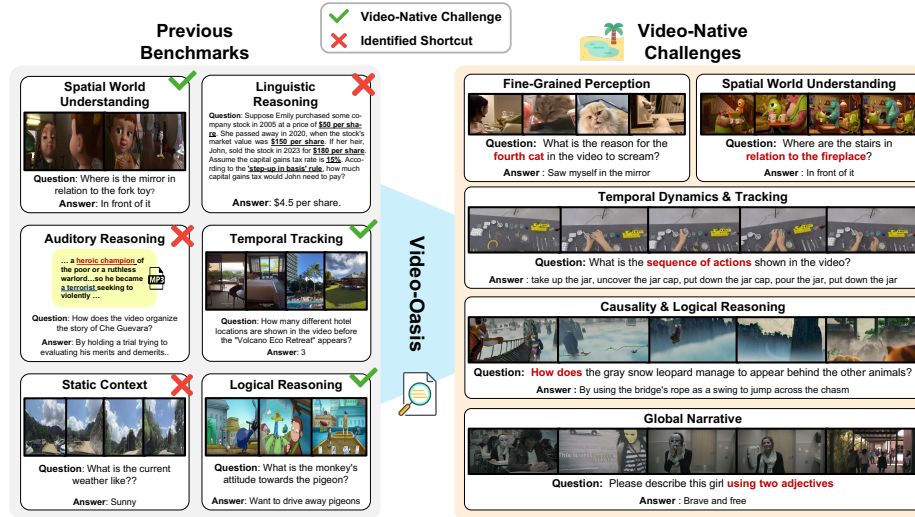 Video-Native Challenge
Identified Shortcut
Previous
Benchmarks
Spatial World
Understanding
Question: Where is the mirror in
relation to the fork toy?
Answer: In front of it
Linguistic
Reasoning
Question: Suppose Emily purchased some co-
mpany stock in 2005 at a price of $50 per sha-
re. She passed away in 2020, when the stock's
market value was $150 per share. If her heir,
John, sold the stock in 2023 for $180 per share.
Assume the capital gains tax rate is 15%. Acco-
rding to the 'step-up in basis' rule, how much
capital gains tax would John need to pay?
Answer: $4.5 per share.
Auditory Reasoning
… a heroic champion of
the poor or a ruthless
warlord…so he became
a terrorist seeking to
violently …
MP3
Question: How does the video organize
the story of Che Guevara?
Answer: By holding a trial trying to
evaluating his merits and demerits..
Temporal Tracking
Question: How many different hotel
locations are shown in the video before
the "Volcano Eco Retreat" appears?
Answer: 3
Static Context
Question: What is the current
weather like??
Answer: Sunny
Logical Reasoning
Question: What is the monkey's
attitude towards the pigeon?
Answer: Want to drive away pigeons
Video-Oasis
Video-Native
Challenges
Fine-Grained Perception
Question: What is the reason for the
fourth cat in the video to scream?
Answer : Saw myself in the mirror
Spatial World Understanding
Question: Where are the stairs in
relation to the fireplace?
Answer : In front of it
Temporal Dynamics & Tracking
Question: What is the sequence of actions shown in the video?
Answer : take up the jar, uncover the jar cap, put down the jar cap, pour the jar, put down the jar
Causality & Logical Reasoning
Question: How does the gray snow leopard manage to appear behind the other animals?
Answer : By using the bridge's rope as a swing to jump across the chasm
Global Narrative
Question: Please describe this girl using two adjectives
Answer : Brave and free